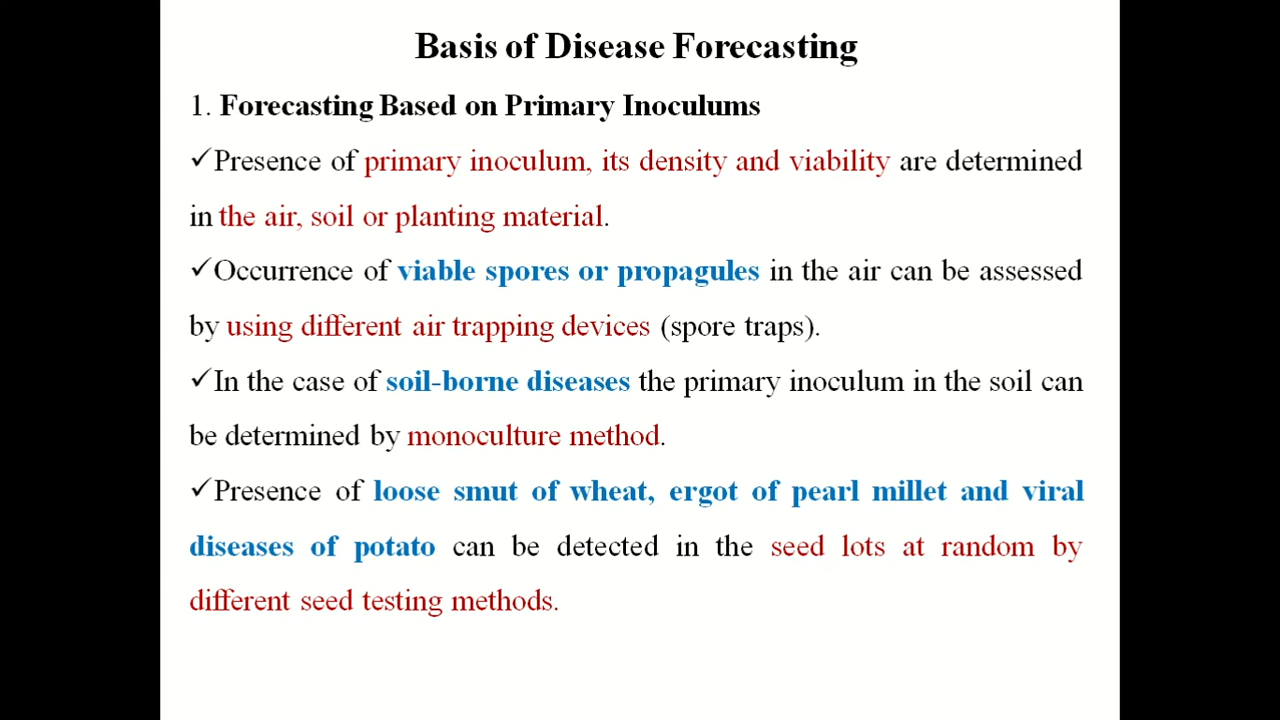 Basis of Disease Forecasting
1. Forecasting Based on Primary Inoculums
✓Presence of primary inoculum, its density and viability are determined
in the air, soil or planting material.
✓Occurrence of viable spores or propagules in the air can be assessed
by using different air trapping devices (spore traps).
✓In the case of soil-borne diseases the primary inoculum in the soil can
be determined by monoculture method.
✓Presence of loose smut of wheat, ergot of pearl millet and viral
diseases of potato can be detected in the seed lots at random by
different seed testing methods.